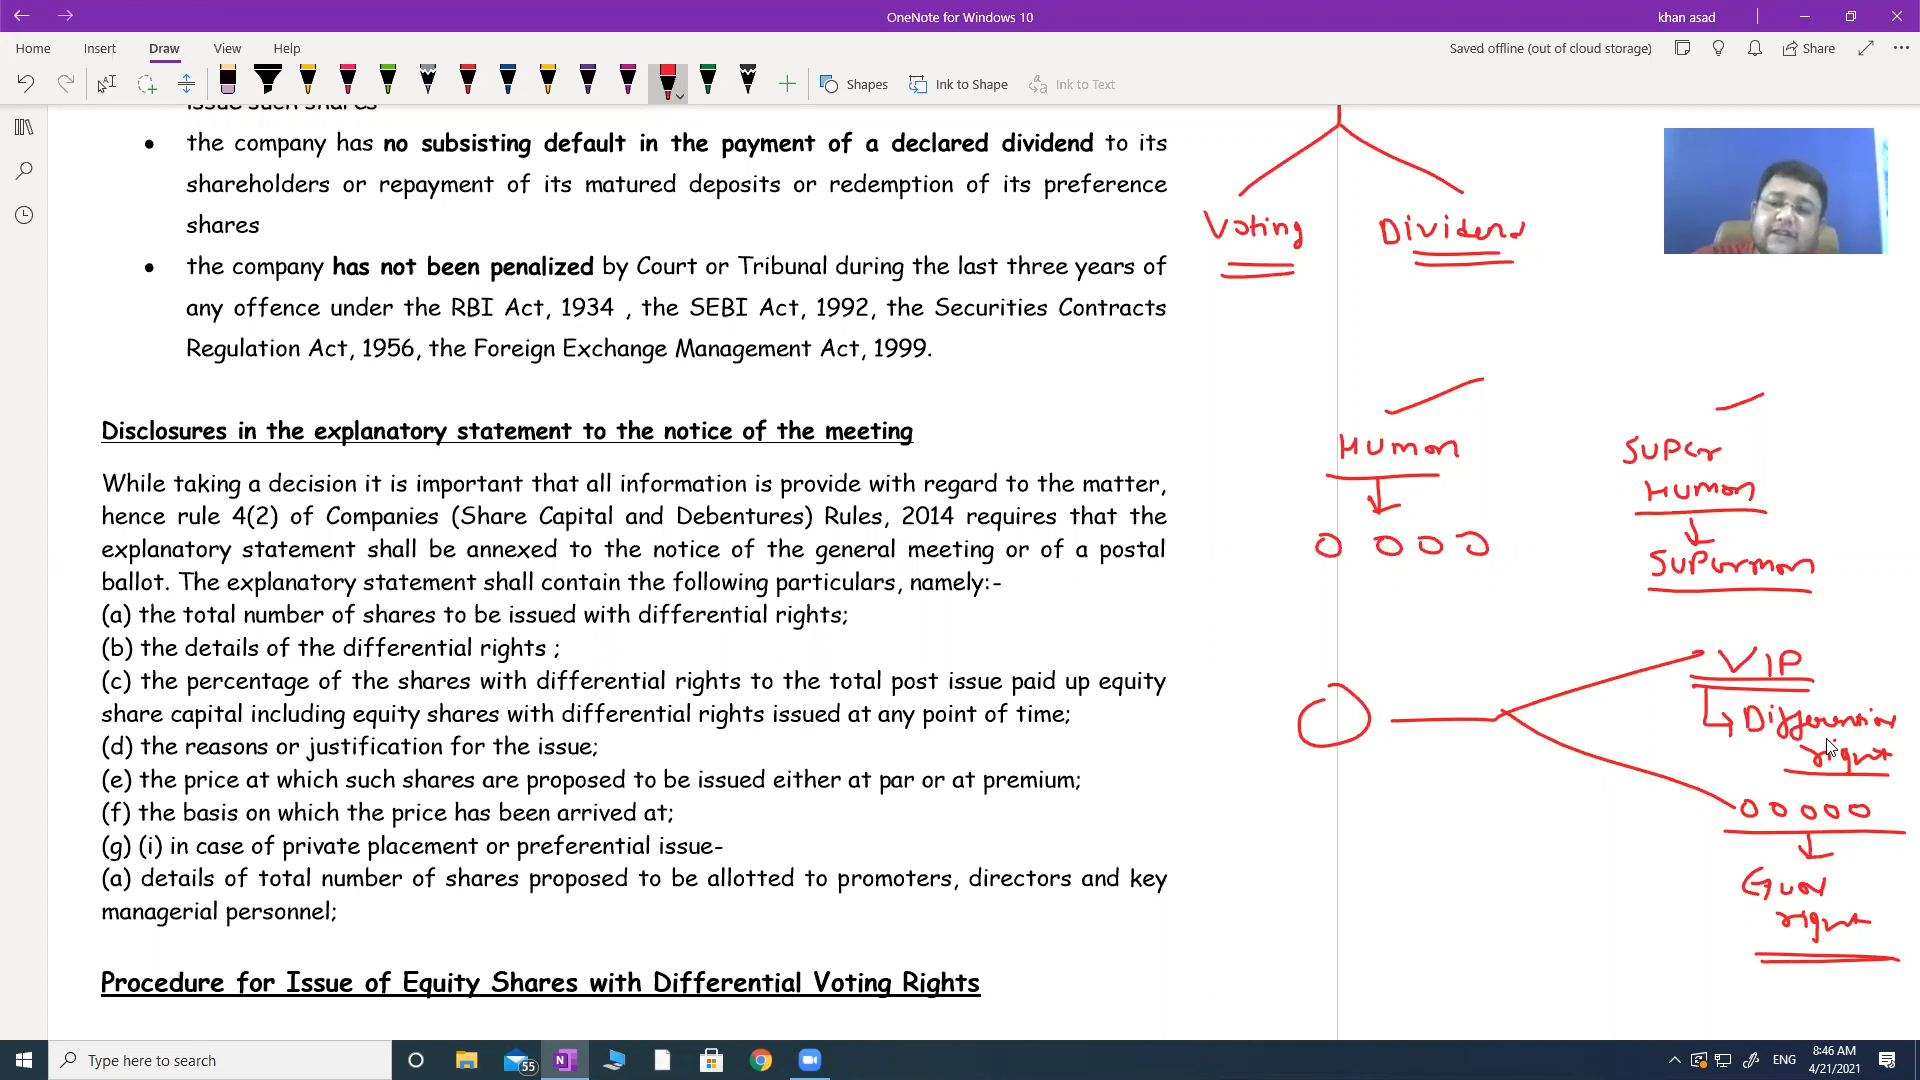 OneNote for Windows 10
khan asad
Home Insert Draw View Help
Saved offline (out of cloud storage)
Share
Shapes
Ink to Shape
Ink to Text
issue such shares
• the company has no subsisting default in the payment of a declared dividend to its
shareholders or repayment of its matured deposits or redemption of its preference
shares
• the company has not been penalized by Court or Tribunal during the last three years of
any offence under the RBI Act, 1934 , the SEBI Act, 1992, the Securities Contracts
Regulation Act, 1956, the Foreign Exchange Management Act, 1999.
Disclosures in the explanatory statement to the notice of the meeting
While taking a decision it is important that all information is provide with regard to the matter,
hence rule 4(2) of Companies (Share Capital and Debentures) Rules, 2014 requires that the
explanatory statement shall be annexed to the notice of the general meeting or of a postal
ballot. The explanatory statement shall contain the following particulars, namely:-
(a) the total number of shares to be issued with differential rights;
(b) the details of the differential rights ;
(c) the percentage of the shares with differential rights to the total post issue paid up equity
share capital including equity shares with differential rights issued at any point of time;
(d) the reasons or justification for the issue;
(e) the price at which such shares are proposed to be issued either at par or at premium;
(f) the basis on which the price has been arrived at;
(g) (i) in case of private placement or preferential issue-
(a) details of total number of shares proposed to be allotted to promoters, directors and key
managerial personnel;
Procedure for Issue of Equity Shares with Differential Voting Rights
Voting
Dividend
Human
Super
Human
Superman
VIP
Differential
right
Equal
right
Type here to search
55
ENG
8:46 AM
4/21/2021